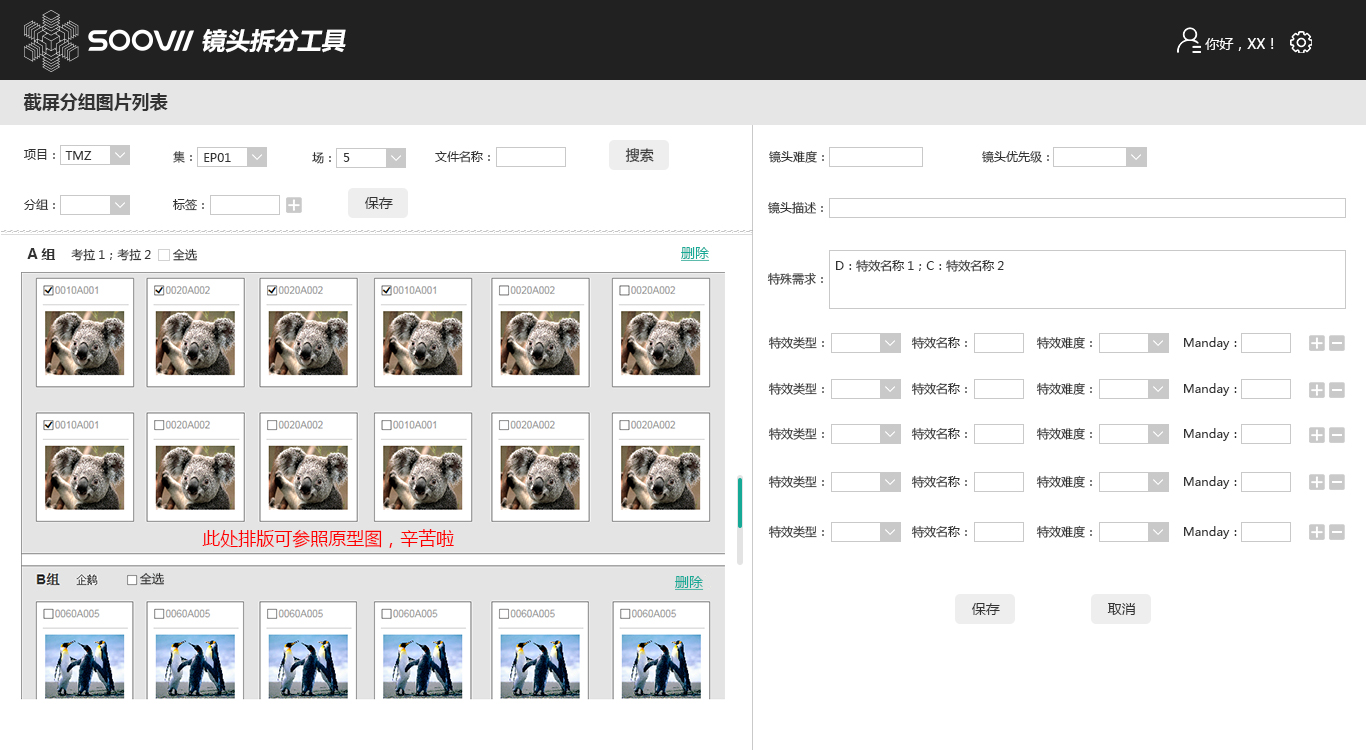 SOOVII 镜头拆分工具
你好，XX！
截屏分组图片列表
项目： TMZ 集： EP01 场： 5 文件名称： 搜索
分组： 标签： 保存
A 组 考拉 1；考拉 2 全选 删除
0010A001 0020A002 0020A002 0010A001 0020A002 0020A002
0010A001 0020A002 0020A002 0010A001 0020A002 0020A002
此处排版可参照原型图，辛苦啦
B组 企鹅 全选 删除
0060A005 0060A005 0060A005 0060A005 0060A005 0060A005
镜头难度： 镜头优先级：
镜头描述：
特殊需求： D：特效名称 1；C：特效名称 2
特效类型： 特效名称： 特效难度： Manday：
特效类型： 特效名称： 特效难度： Manday：
特效类型： 特效名称： 特效难度： Manday：
特效类型： 特效名称： 特效难度： Manday：
特效类型： 特效名称： 特效难度： Manday：
保存 取消